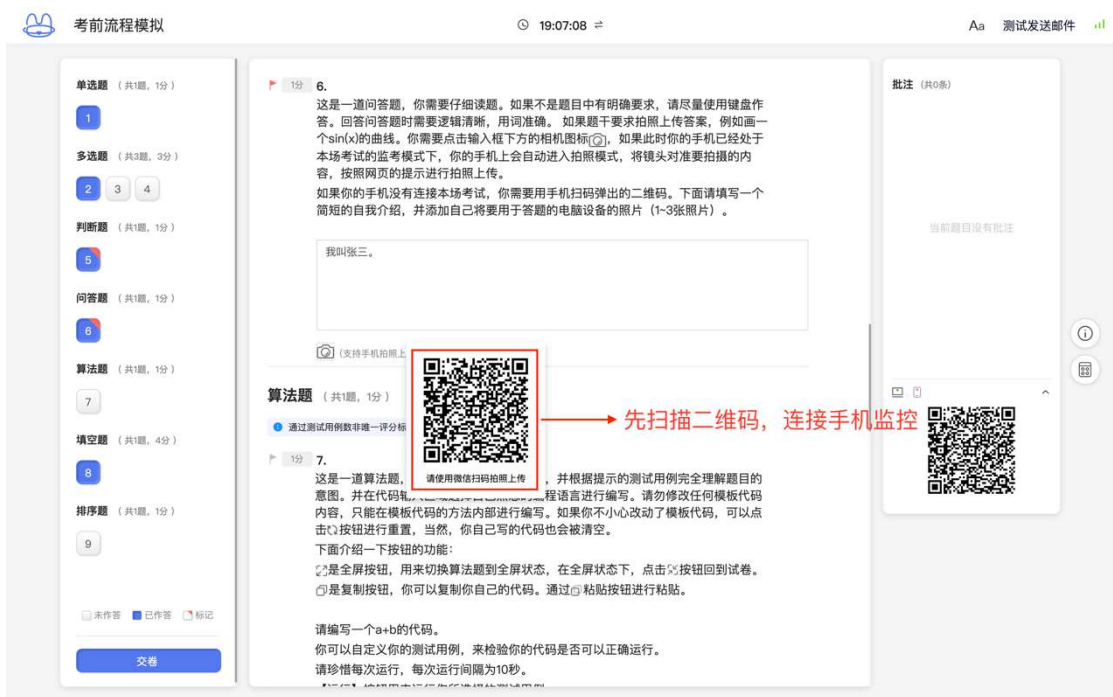 考前流程模拟
19:07:08
Aa 测试发送邮件
单选题 （共1题，1分）
1
多选题 （共3题，3分）
2 3 4
判断题 （共1题，1分）
5
问答题 （共1题，1分）
6
算法题 （共1题，1分）
7
填空题 （共1题，4分）
8
排序题 （共1题，1分）
9
未作答 已作答 标记
交卷
1分 6.
这是一道问答题，你需要仔细读题。如果不是题目中有明确要求，请尽量使用键盘作
答。回答问答题时需要逻辑清晰，用词准确。 如果题干要求拍照上传答案，例如画一
个sin(x)的曲线。你需要点击输入框下方的相机图标，如果此时你的手机已经处于
本场考试的监考模式下，你的手机上会自动进入拍照模式，将镜头对准要拍摄的内
容，按照网页的提示进行拍照上传。
如果你的手机没有连接本场考试，你需要用手机扫码弹出的二维码。下面请填写一个
简短的自我介绍，并添加自己将要用于答题的电脑设备的照片（1~3张照片）。
我叫张三。
(支持手机拍照上
请使用微信扫码拍照上传
先扫描二维码，连接手机监控
算法题 （共1题，1分）
通过测试用例数非唯一评分标
1分 7.
这是一道算法题，，并根据提示的测试用例完全理解题目的
意图。并在代码输程语言进行编写。请勿修改任何模板代码
内容，只能在模板代码的方法内部进行编写。如果你不小心改动了模板代码，可以点
击按钮进行重置，当然，你自己写的代码也会被清空。
下面介绍一下按钮的功能：
是全屏按钮，用来切换算法题到全屏状态，在全屏状态下，点击按钮回到试卷。
是复制按钮，你可以复制你自己的代码。通过粘贴按钮进行粘贴。
请编写一个a+b的代码。
你可以自定义你的测试用例，来检验你的代码是否可以正确运行。
请珍惜每次运行，每次运行间隔为10秒。
批注 (共0条)
当前题目没有批注